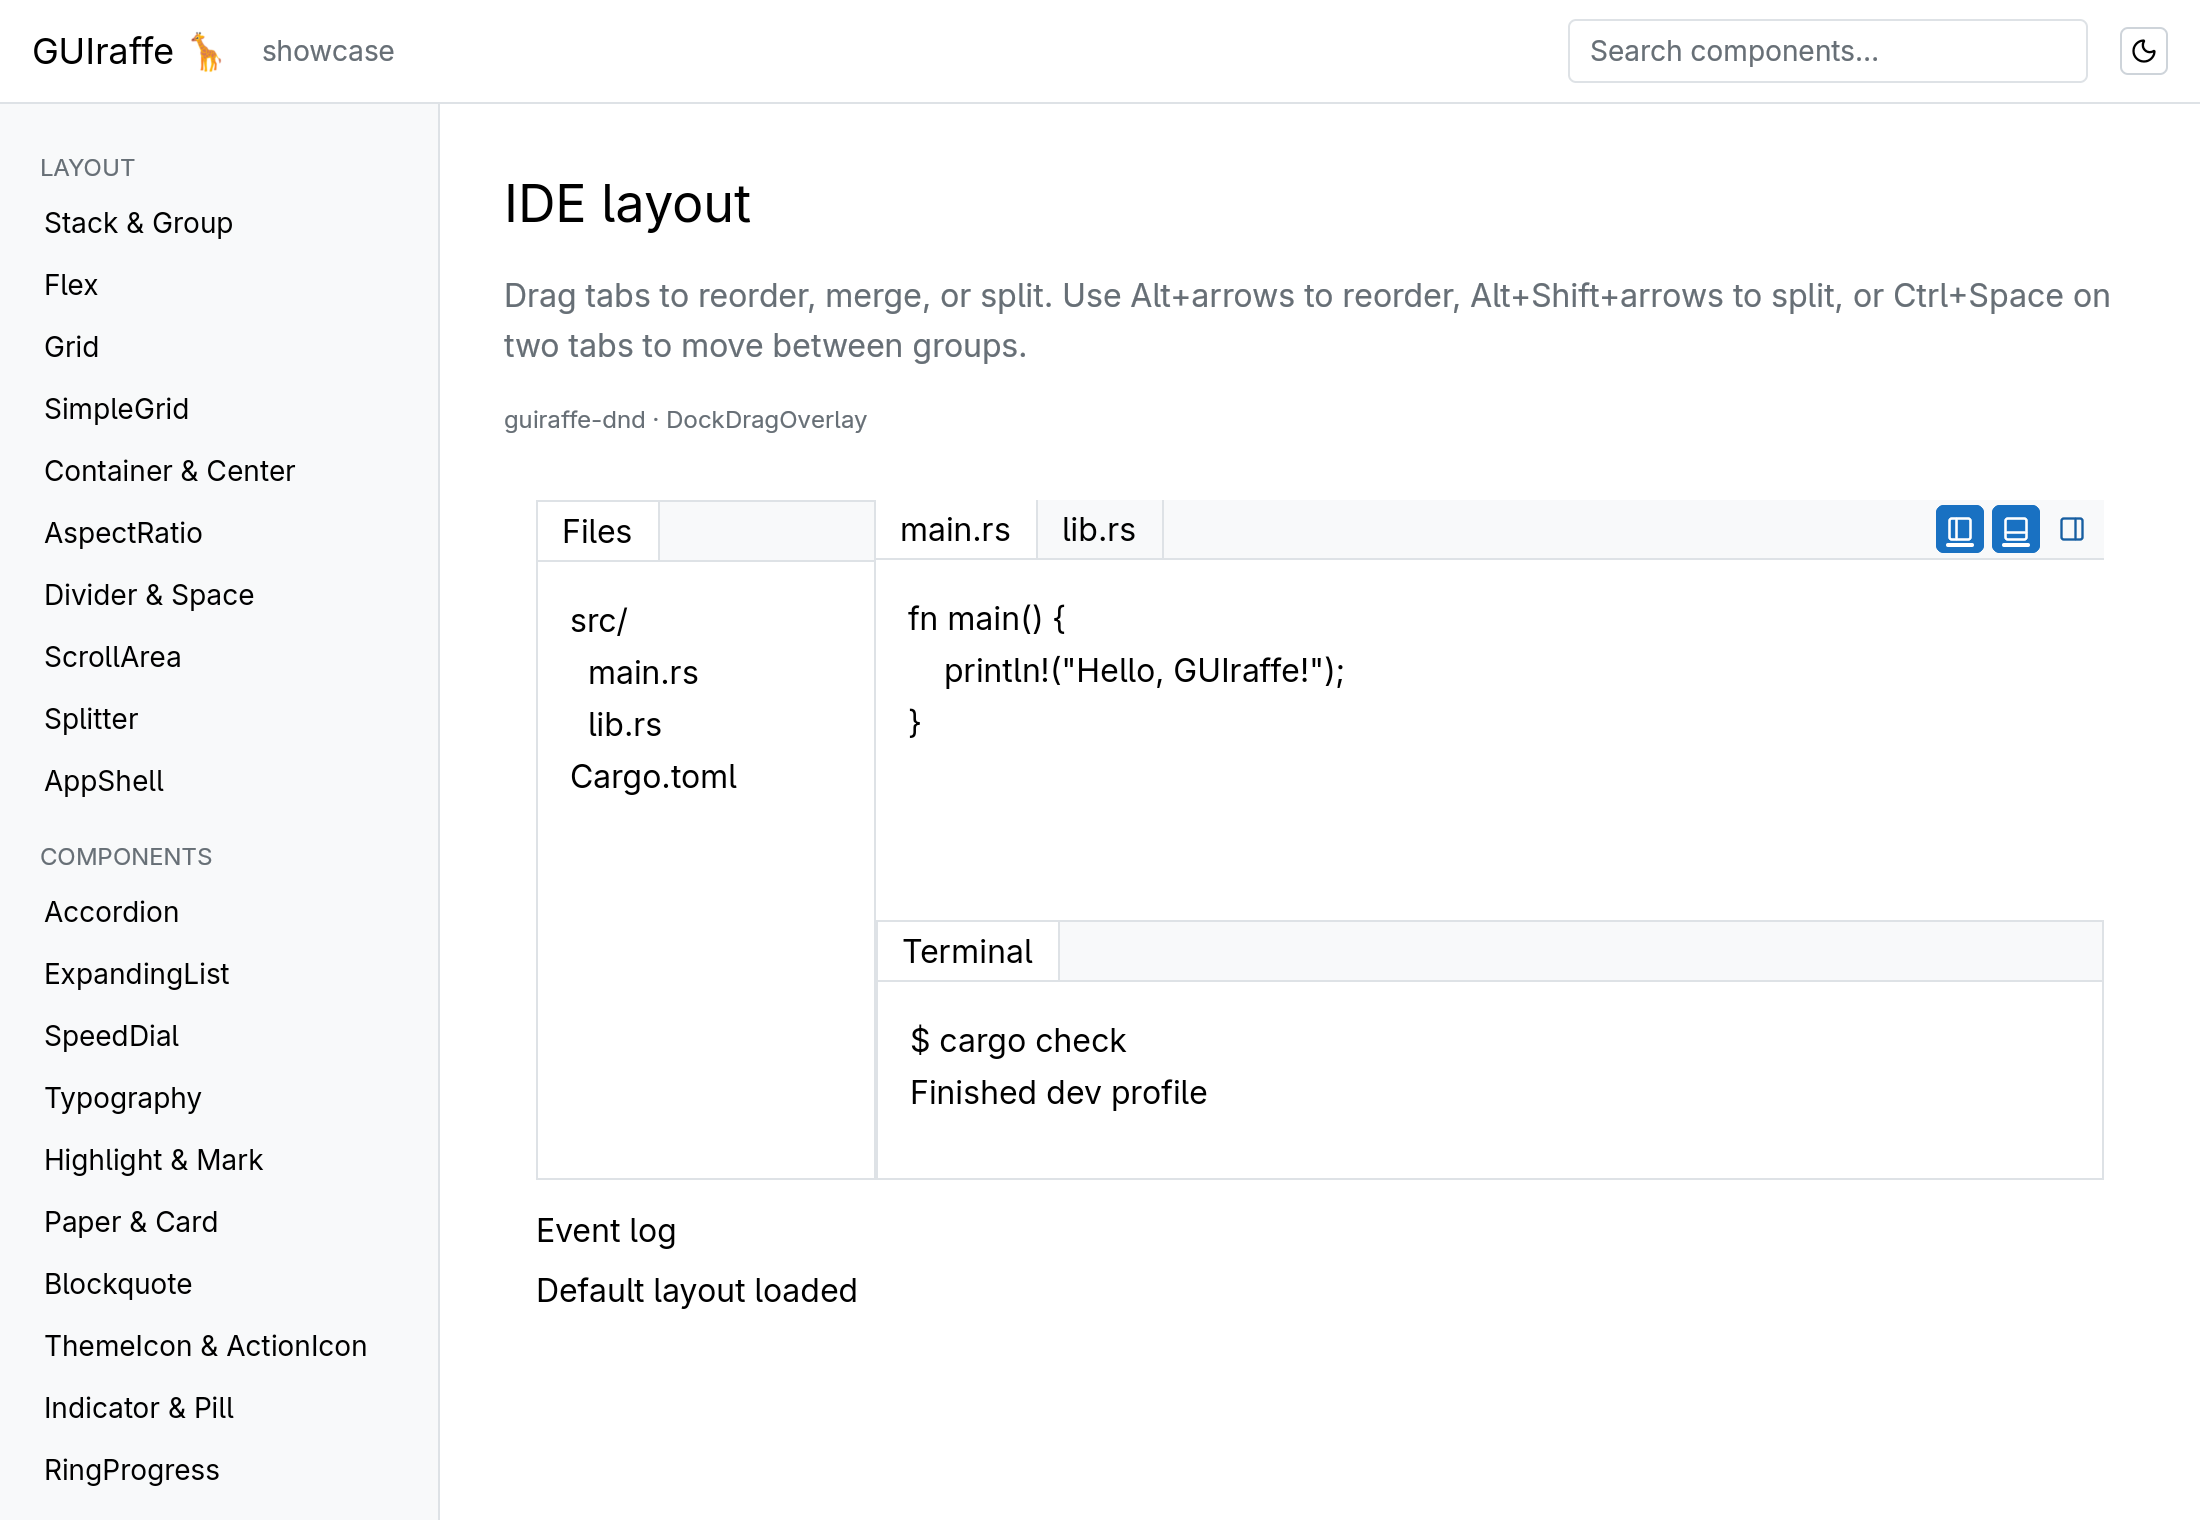 GUIraffe 🦒 showcase
Search components...
LAYOUT
Stack & Group
Flex
Grid
SimpleGrid
Container & Center
AspectRatio
Divider & Space
ScrollArea
Splitter
AppShell
COMPONENTS
Accordion
ExpandingList
SpeedDial
Typography
Highlight & Mark
Paper & Card
Blockquote
ThemeIcon & ActionIcon
Indicator & Pill
RingProgress
IDE layout
Drag tabs to reorder, merge, or split. Use Alt+arrows to reorder, Alt+Shift+arrows to split, or Ctrl+Space on
two tabs to move between groups.
guiraffe-dnd · DockDragOverlay
Files
src/
  main.rs
  lib.rs
Cargo.toml
main.rs lib.rs
fn main() {
    println!("Hello, GUIraffe!");
}
Terminal
$ cargo check
Finished dev profile
Event log
Default layout loaded